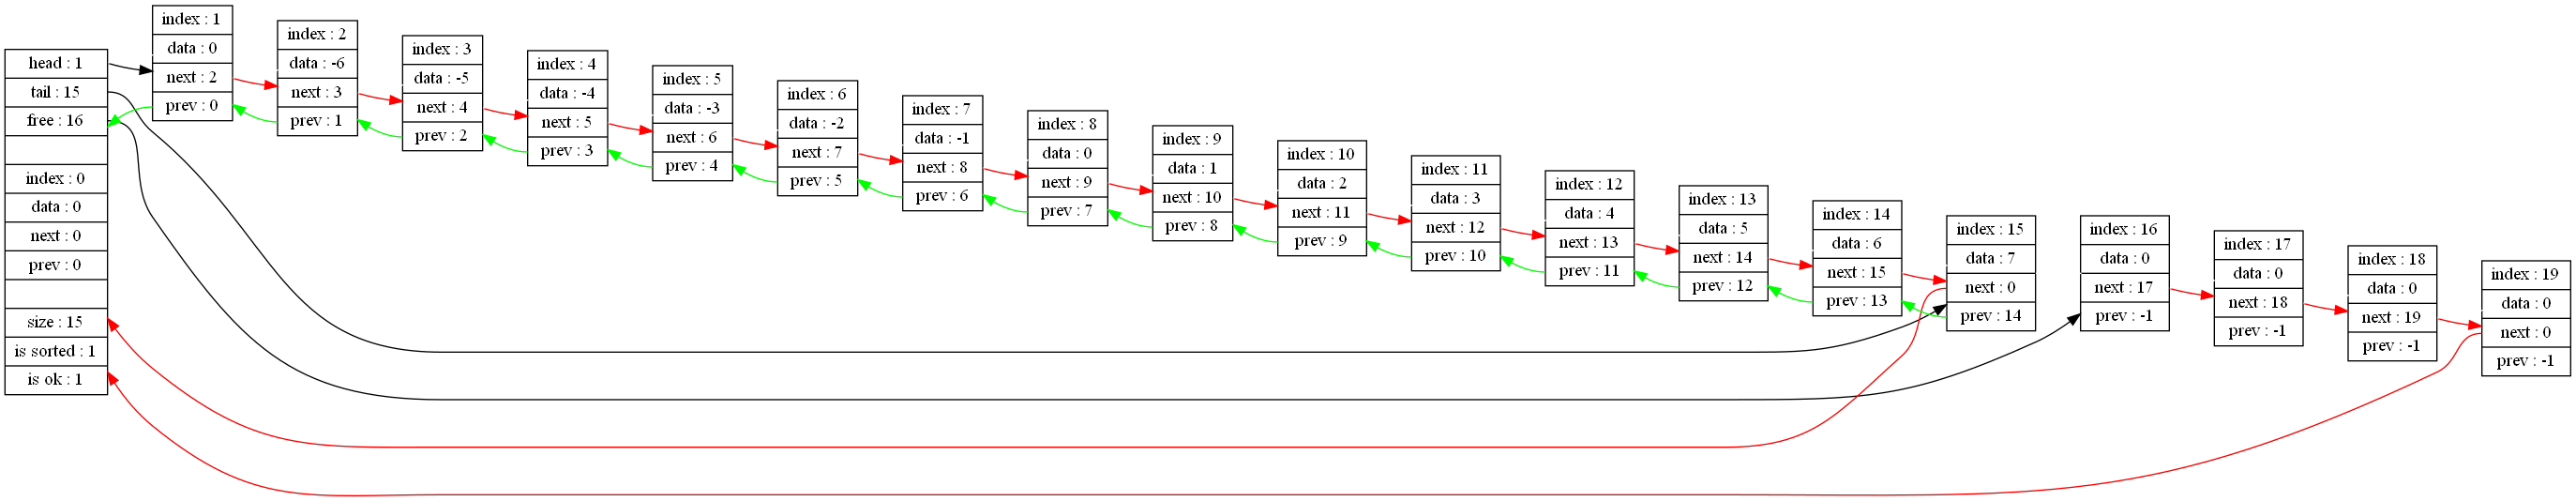 head : 1
tail : 15
free : 16
index : 0
data : 0
next : 0
prev : 0
size : 15
is sorted : 1
is ok : 1
index : 1
data : 0
next : 2
prev : 0
index : 2
data : -6
next : 3
prev : 1
index : 3
data : -5
next : 4
prev : 2
index : 4
data : -4
next : 5
prev : 3
index : 5
data : -3
next : 6
prev : 4
index : 6
data : -2
next : 7
prev : 5
index : 7
data : -1
next : 8
prev : 6
index : 8
data : 0
next : 9
prev : 7
index : 9
data : 1
next : 10
prev : 8
index : 10
data : 2
next : 11
prev : 9
index : 11
data : 3
next : 12
prev : 10
index : 12
data : 4
next : 13
prev : 11
index : 13
data : 5
next : 14
prev : 12
index : 14
data : 6
next : 15
prev : 13
index : 15
data : 7
next : 0
prev : 14
index : 16
data : 0
next : 17
prev : -1
index : 17
data : 0
next : 18
prev : -1
index : 18
data : 0
next : 19
prev : -1
index : 19
data : 0
next : 0
prev : -1